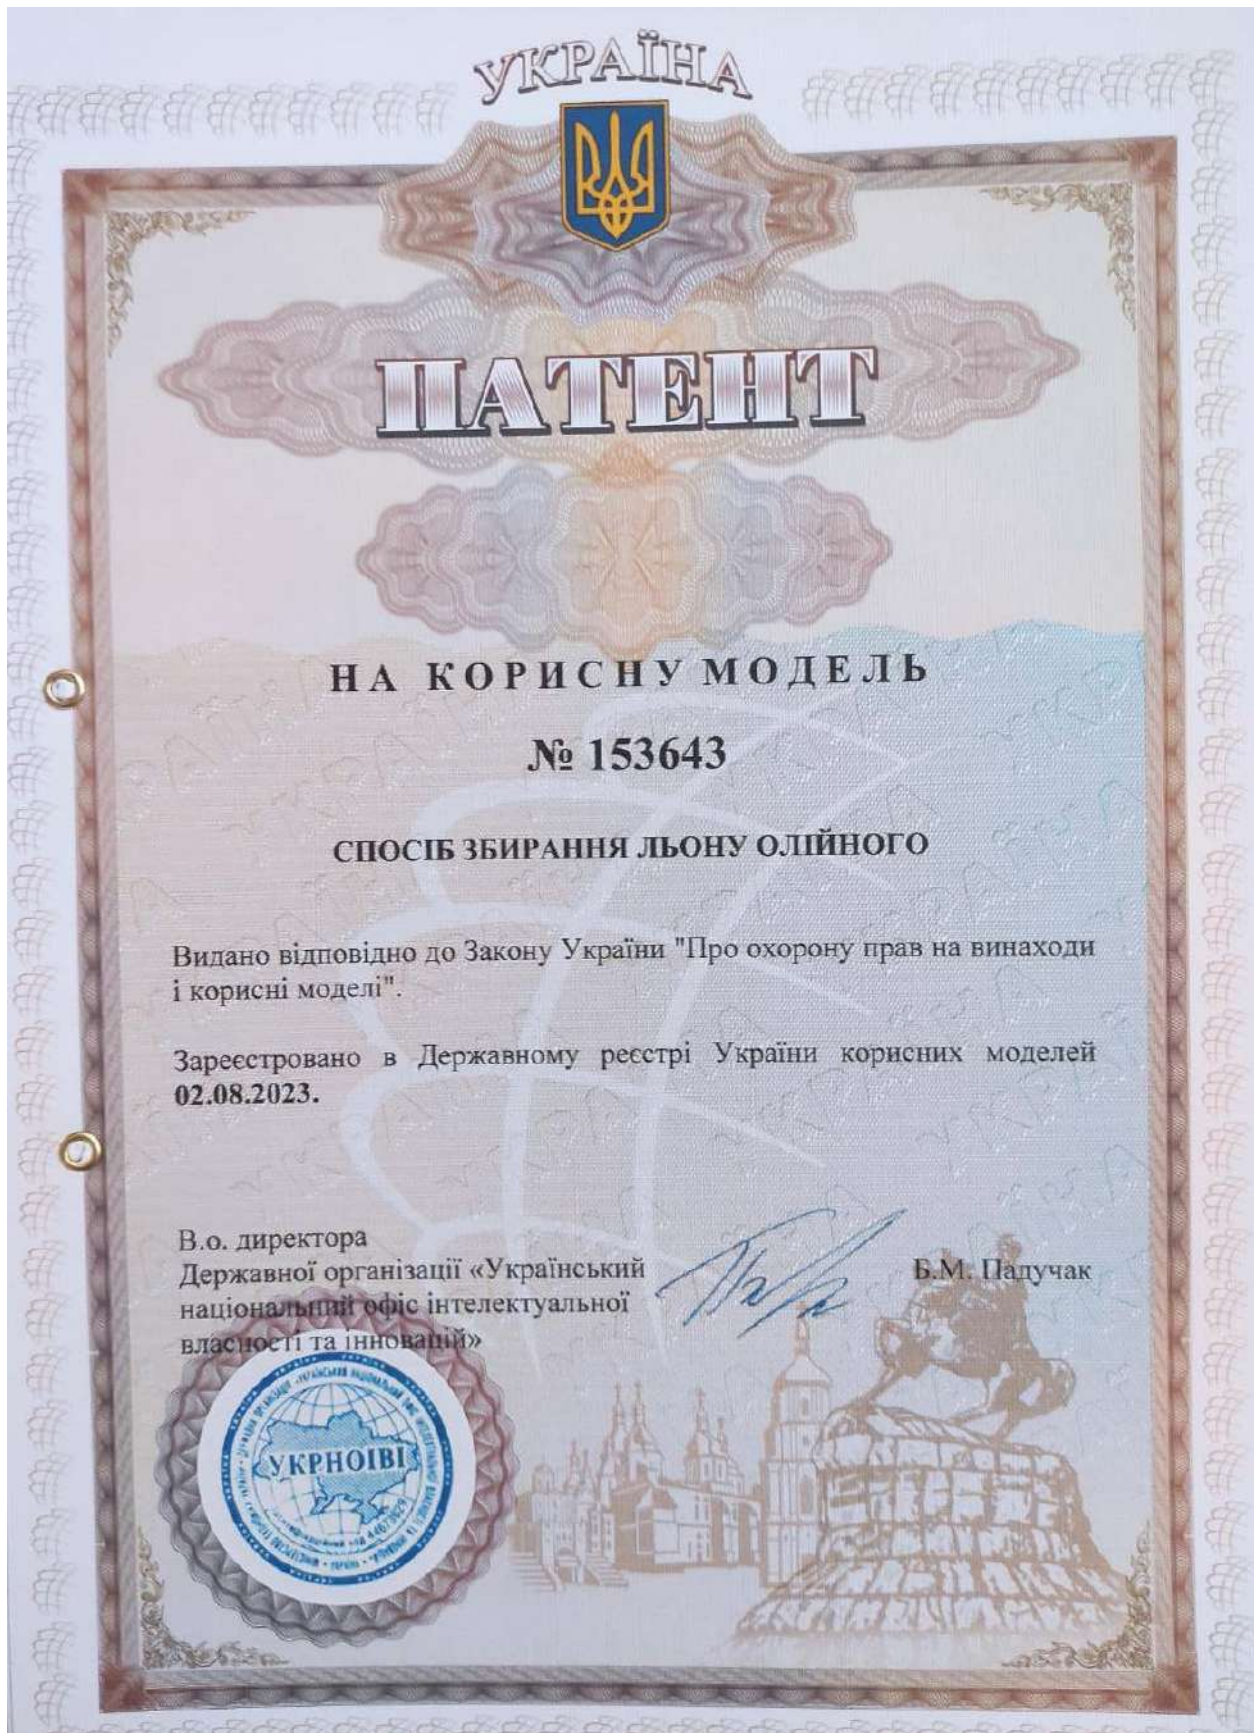 УКРАЇНА
ПАТЕНТ
НА КОРИСНУ МОДЕЛЬ
№ 153643
СПОСІБ ЗБИРАННЯ ЛЬОНУ ОЛІЙНОГО
Видано відповідно до Закону України "Про охорону прав на винаходи
і корисні моделі".
Зареєстровано в Державному реєстрі України корисних моделей
02.08.2023.
В.о. директора
Державної організації «Український
національний офіс інтелектуальної
власності та інновацій»
Б.М. Падучак
УКРНОІВІ